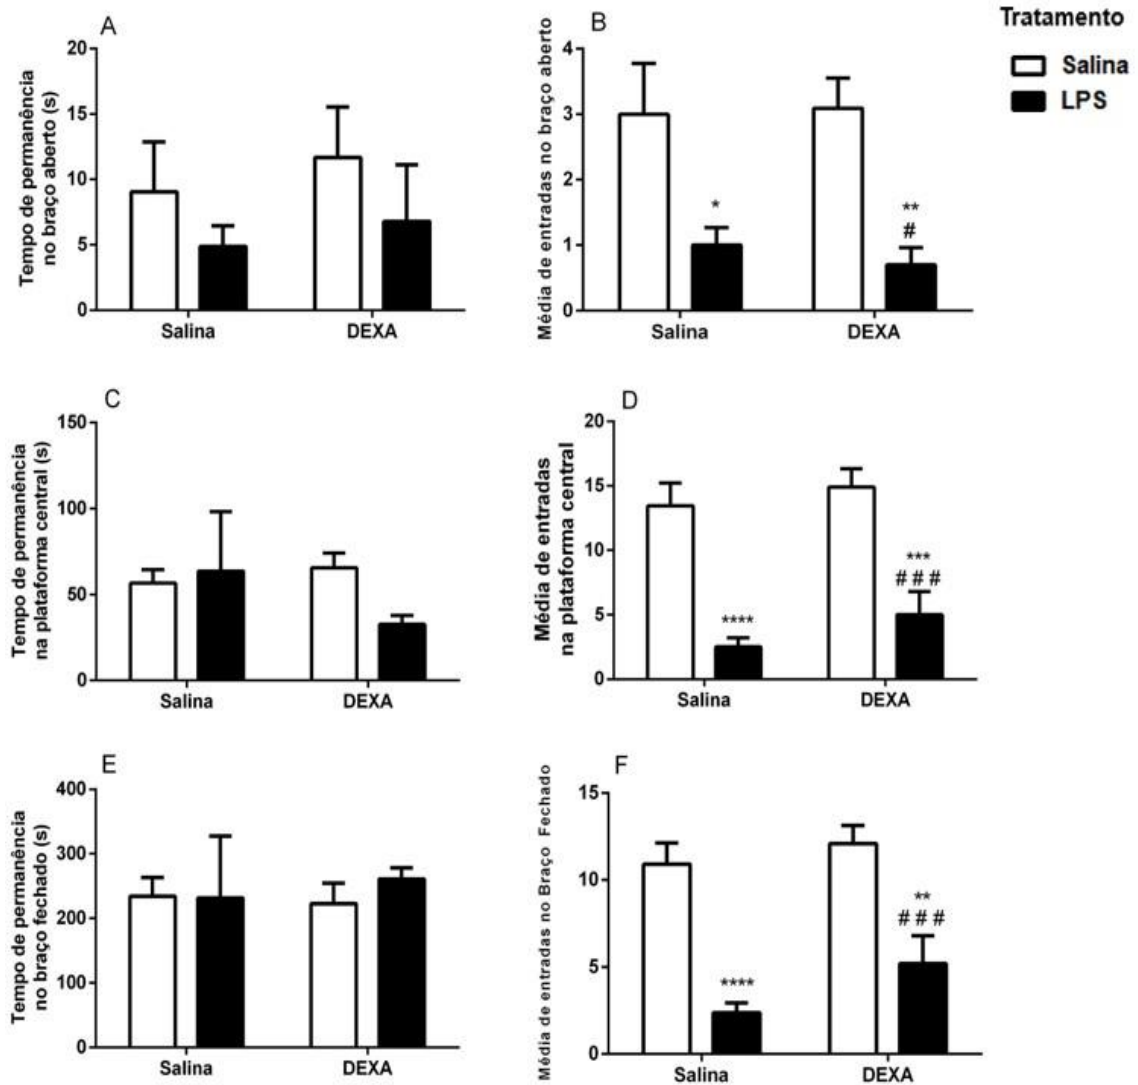 Tratamento
Salina
LPS
A
Tempo de permanência
no braço aberto (s)
20
15
10
5
0
Salina
DEXA
B
Média de entradas no braço aberto
4
3
2
1
0
*
**
#
Salina
DEXA
C
Tempo de permanência
na plataforma central (s)
150
100
50
0
Salina
DEXA
D
Média de entradas
na plataforma central
20
15
10
5
0
****
***
# # #
Salina
DEXA
E
Tempo de permanência
no braço fechado (s)
400
300
200
100
0
Salina
DEXA
F
Média de entradas no Braço Fechado
15
10
5
0
****
**
# # #
Salina
DEXA